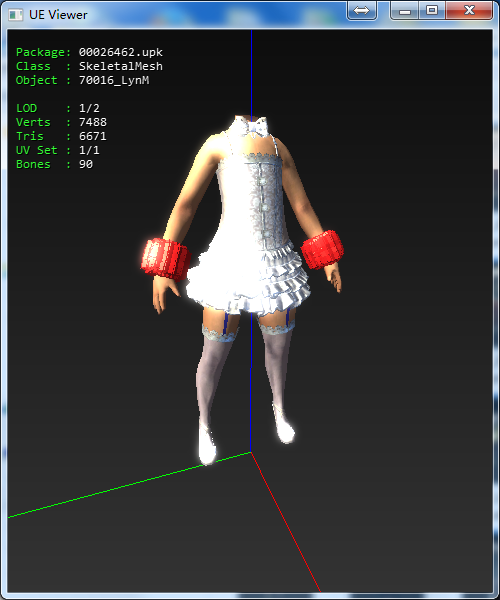 UE Viewer
Package: 00026462.upk
Class : SkeletalMesh
Object : 70016_LynM
LOD : 1/2
Verts : 7488
Tris : 6671
UV Set : 1/1
Bones : 90